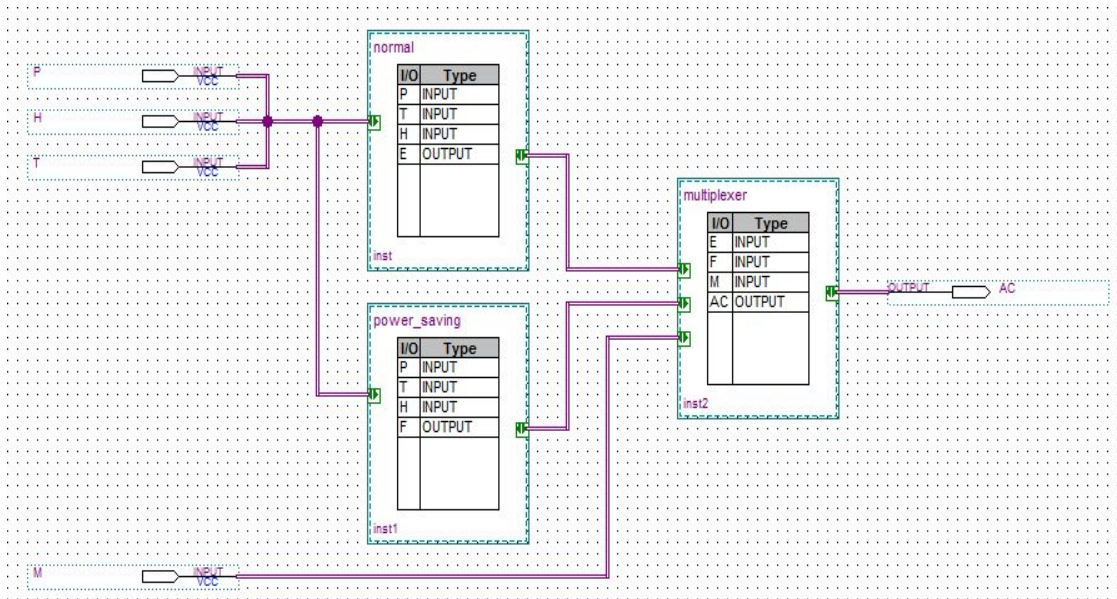 P INPUT
VCC
H INPUT
VCC
T INPUT
VCC
normal
I/O Type
P INPUT
T INPUT
H INPUT
E OUTPUT
inst
power_saving
I/O Type
P INPUT
T INPUT
H INPUT
F OUTPUT
inst1
multiplexer
I/O Type
E INPUT
F INPUT
M INPUT
AC OUTPUT
inst2
OUTPUT AC
M INPUT
VCC